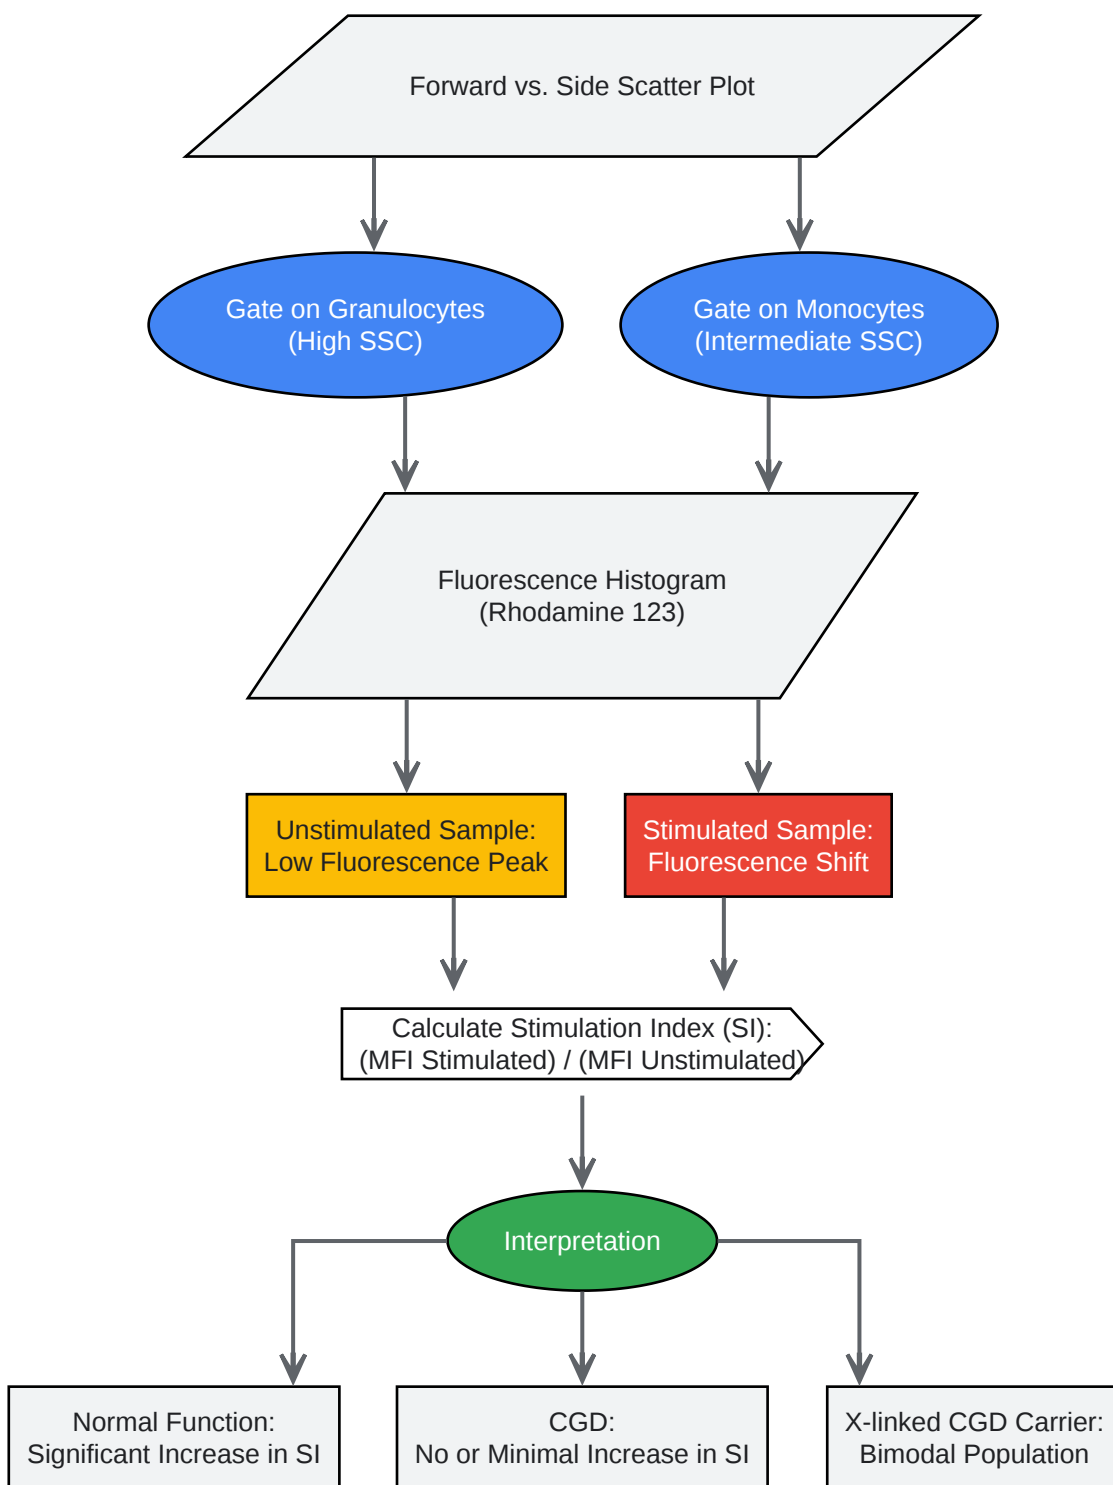 Forward vs. Side Scatter Plot
Gate on Granulocytes
(High SSC)
Gate on Monocytes
(Intermediate SSC)
Fluorescence Histogram
(Rhodamine 123)
Unstimulated Sample:
Low Fluorescence Peak
Stimulated Sample:
Fluorescence Shift
Calculate Stimulation Index (SI):
(MFI Stimulated) / (MFI Unstimulated)
Interpretation
Normal Function:
Significant Increase in SI
CGD:
No or Minimal Increase in SI
X-linked CGD Carrier:
Bimodal Population